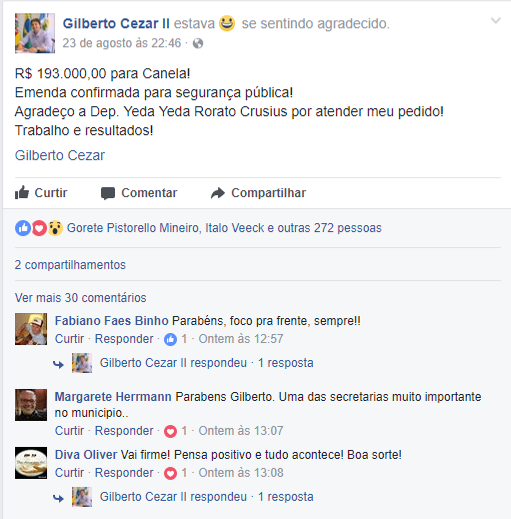 Gilberto Cezar II estava se sentindo agradecido.
23 de agosto às 22:46 ·
R$ 193.000,00 para Canela!
Emenda confirmada para segurança pública!
Agradeço a Dep. Yeda Yeda Rorato Crusius por atender meu pedido!
Trabalho e resultados!
Gilberto Cezar
Curtir Comentar Compartilhar
Gorete Pistorello Mineiro, Italo Veeck e outras 272 pessoas
2 compartilhamentos
Ver mais 30 comentários
Fabiano Faes Binho Parabéns, foco pra frente, sempre!!
Curtir · Responder · 1 · Ontem às 12:57
Gilberto Cezar II respondeu · 1 resposta
Margarete Herrmann Parabens Gilberto. Uma das secretarias muito importante
no municipio..
Curtir · Responder · 1 · Ontem às 13:07
Diva Oliver Vai firme! Pensa positivo e tudo acontece! Boa sorte!
Curtir · Responder · 1 · Ontem às 13:08
Gilberto Cezar II respondeu · 1 resposta